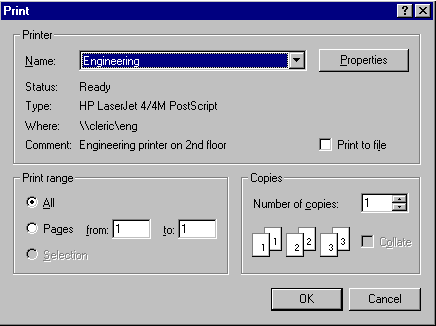 Print
Printer
Name: Engineering Properties
Status: Ready
Type: HP LaserJet 4/4M PostScript
Where: \\cleric\eng
Comment: Engineering printer on 2nd floor Print to file
Print range
All
Pages from: 1 to: 1
Selection
Copies
Number of copies: 1
1 1 2 2 3 3 Collate
OK Cancel